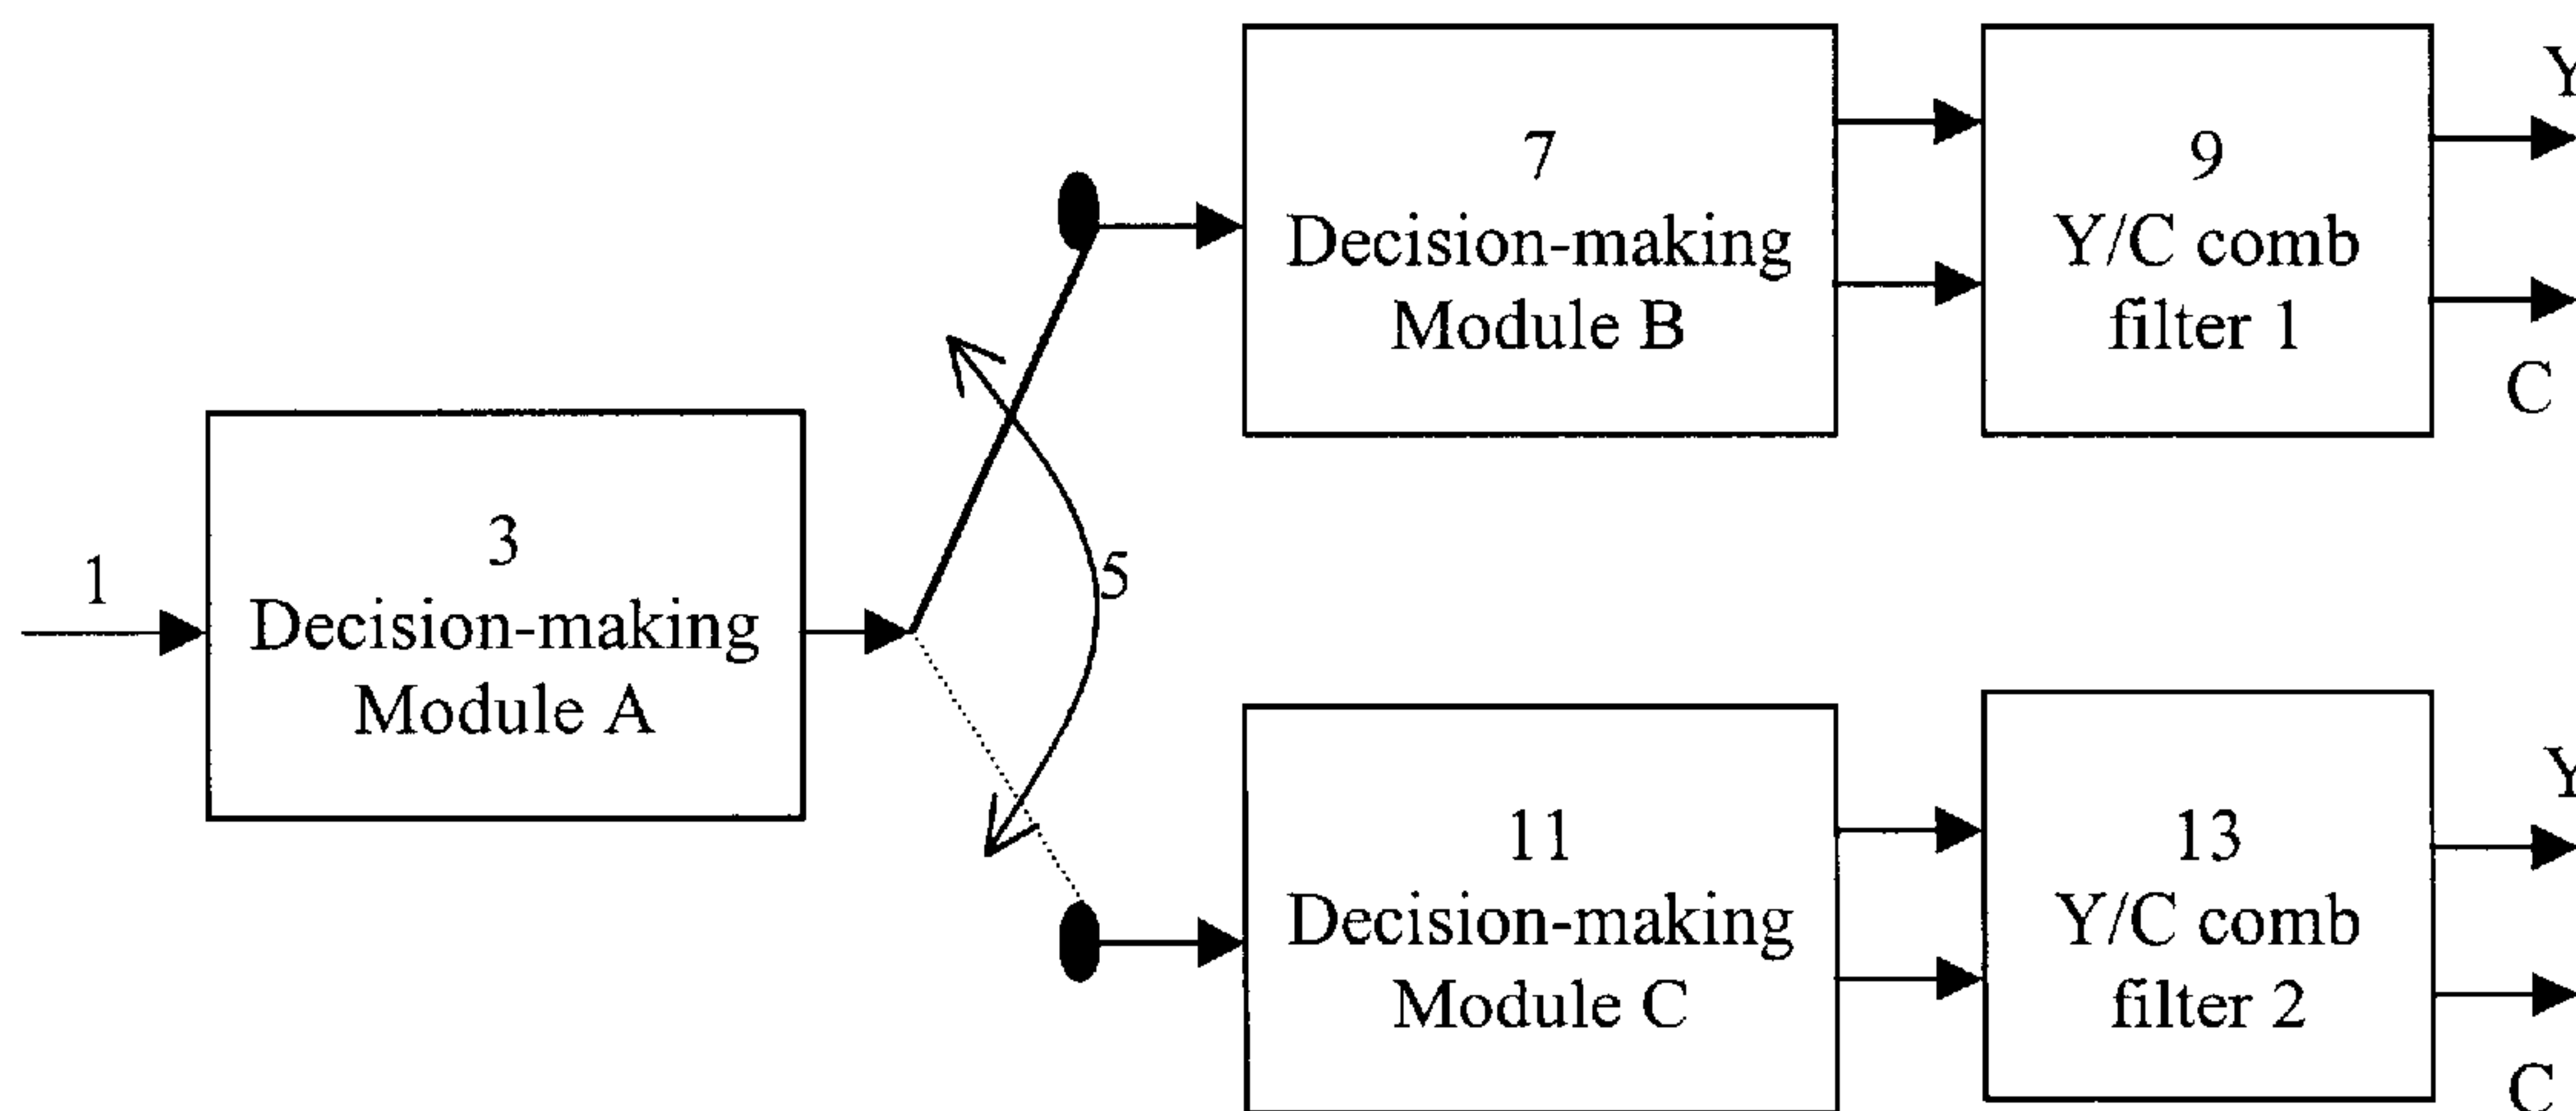 1
3
Decision-making
Module A
5
7
Decision-making
Module B
9
Y/C comb
filter 1
Y
C
11
Decision-making
Module C
13
Y/C comb
filter 2
Y
C